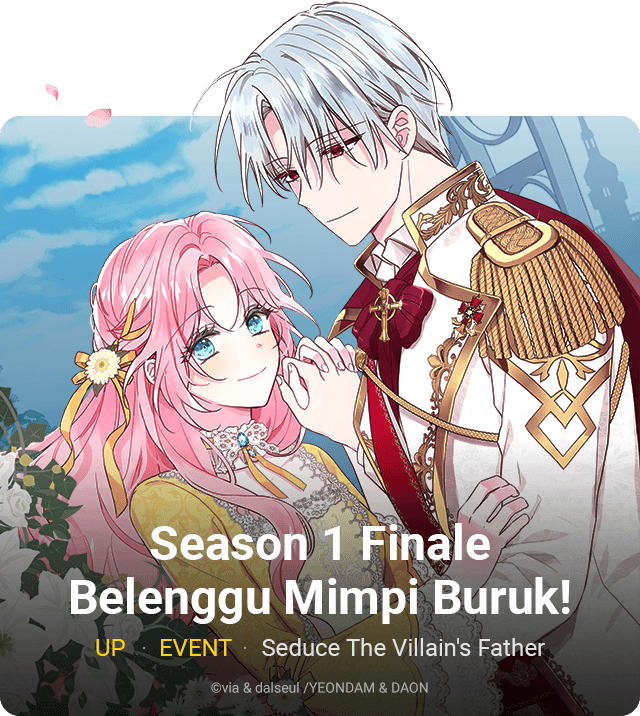 Season 1 Finale
Belenggu Mimpi Buruk!
UP · EVENT · Seduce The Villain's Father
©via & dalseul /YEONDAM & DAON